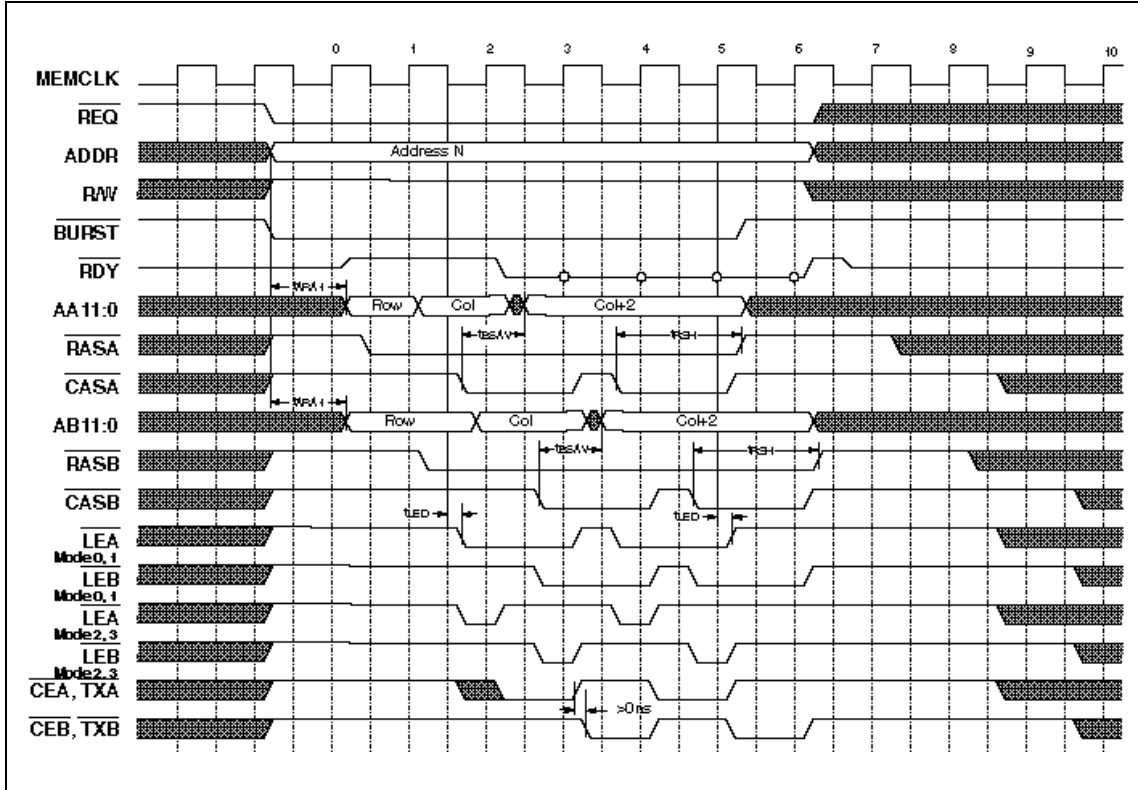 0 1 2 3 4 5 6 7 8 9 10
MEMCLK
REQ
ADDR Address N
R/W
BURST
RDY
AA11:0 Row Col Col+2
RASA
CASA
AB11:0 Row Col Col+2
RASB
CASB
tLED tLED
LEA
Mode0,1
LEB
Mode0,1
LEA
Mode2,3
LEB
Mode2,3
CEA, TXA
>0ns
CEB, TXB